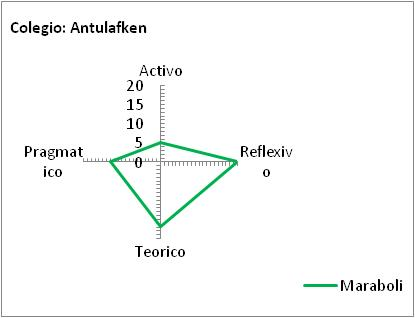 Colegio: Antulafken
Activo
20
15
10
5
0
Pragmat
ico
Reflexiv
o
Teorico
Maraboli